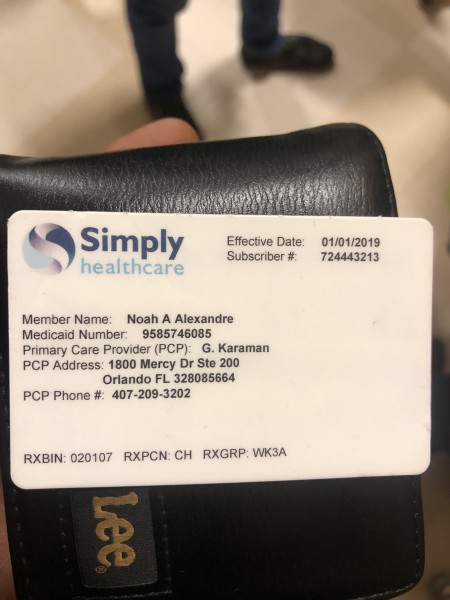 Simply
healthcare
Effective Date: 01/01/2019
Subscriber #: 724443213
Member Name: Noah A Alexandre
Medicaid Number: 9585746085
Primary Care Provider (PCP): G. Karaman
PCP Address: 1800 Mercy Dr Ste 200
Orlando FL 328085664
PCP Phone #: 407-209-3202
RXBIN: 020107 RXPCN: CH RXGRP: WK3A
Lee
®